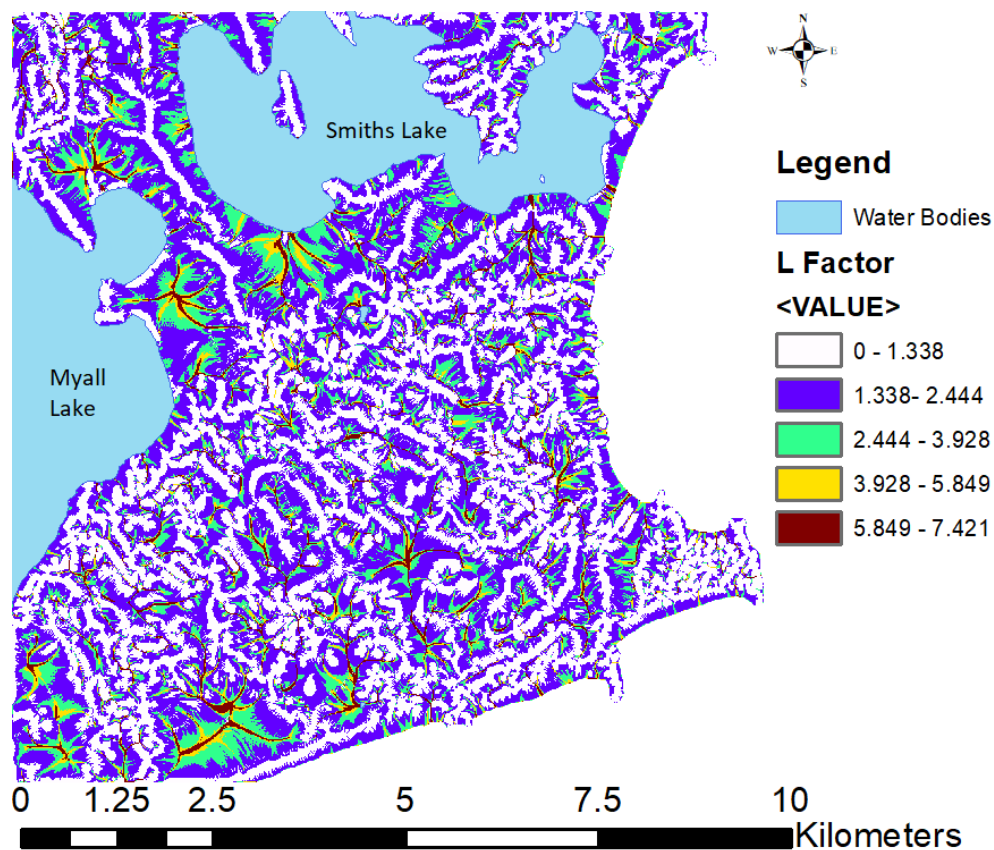 N
W E
S
Smiths Lake
Myall
Lake
Legend
Water Bodies
L Factor
<VALUE>
0 - 1.338
1.338- 2.444
2.444 - 3.928
3.928 - 5.849
5.849 - 7.421
0 1.25 2.5 5 7.5 10
Kilometers